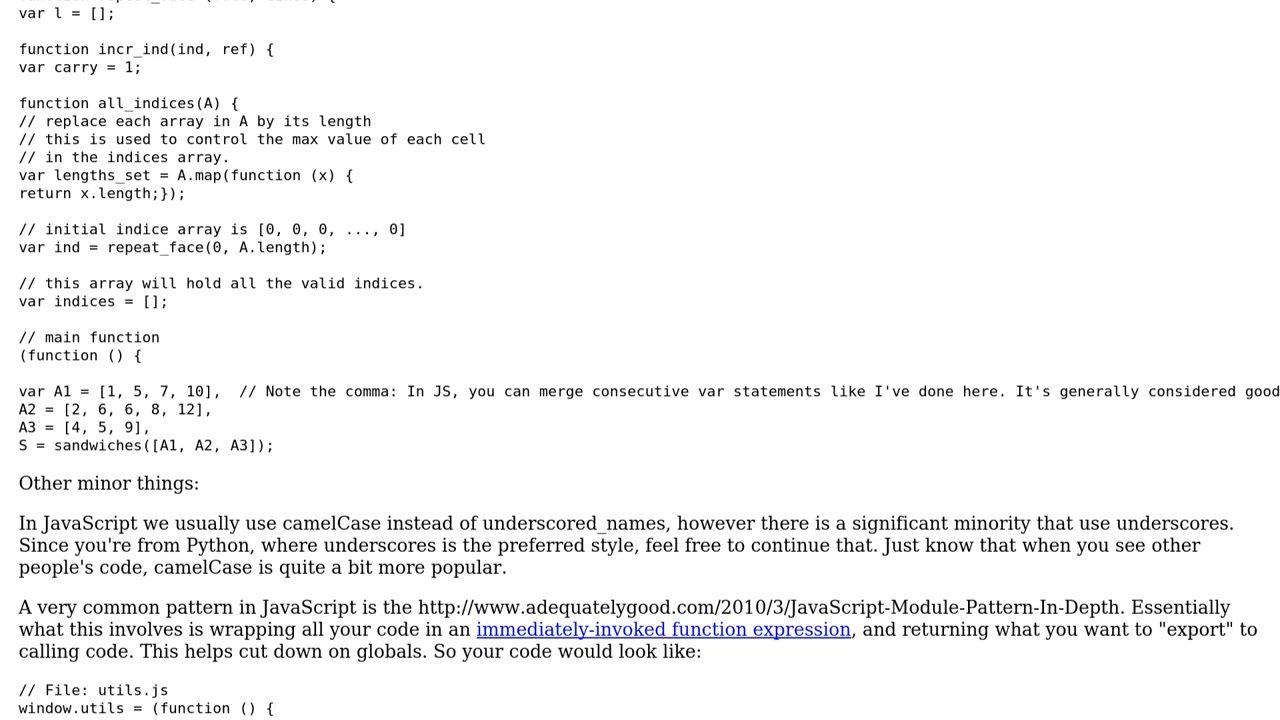 var l = [];
function incr_ind(ind, ref) {
var carry = 1;
function all_indices(A) {
// replace each array in A by its length
// this is used to control the max value of each cell
// in the indices array.
var lengths_set = A.map(function (x) {
return x.length;});
// initial indice array is [0, 0, 0, ..., 0]
var ind = repeat_face(0, A.length);
// this array will hold all the valid indices.
var indices = [];
// main function
(function () {
var A1 = [1, 5, 7, 10],  // Note the comma: In JS, you can merge consecutive var statements like I've done here. It's generally considered good
A2 = [2, 6, 6, 8, 12],
A3 = [4, 5, 9],
S = sandwiches([A1, A2, A3]);
Other minor things:
In JavaScript we usually use camelCase instead of underscored_names, however there is a significant minority that use underscores.
Since you're from Python, where underscores is the preferred style, feel free to continue that. Just know that when you see other
people's code, camelCase is quite a bit more popular.
A very common pattern in JavaScript is the http://www.adequatelygood.com/2010/3/JavaScript-Module-Pattern-In-Depth. Essentially
what this involves is wrapping all your code in an immediately-invoked function expression, and returning what you want to "export" to
calling code. This helps cut down on globals. So your code would look like:
// File: utils.js
window.utils = (function () {